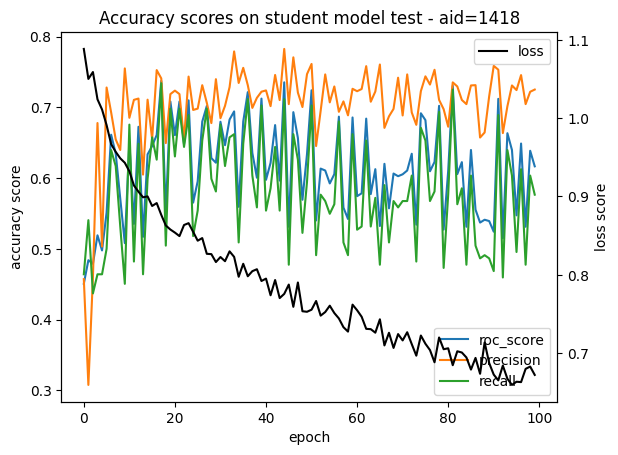 Accuracy scores on student model test - aid=1418
0.8
0.7
0.6
0.5
0.4
0.3
accuracy score
0
20
40
60
80
100
epoch
1.1
1.0
0.9
0.8
0.7
loss score
loss
roc_score
precision
recall